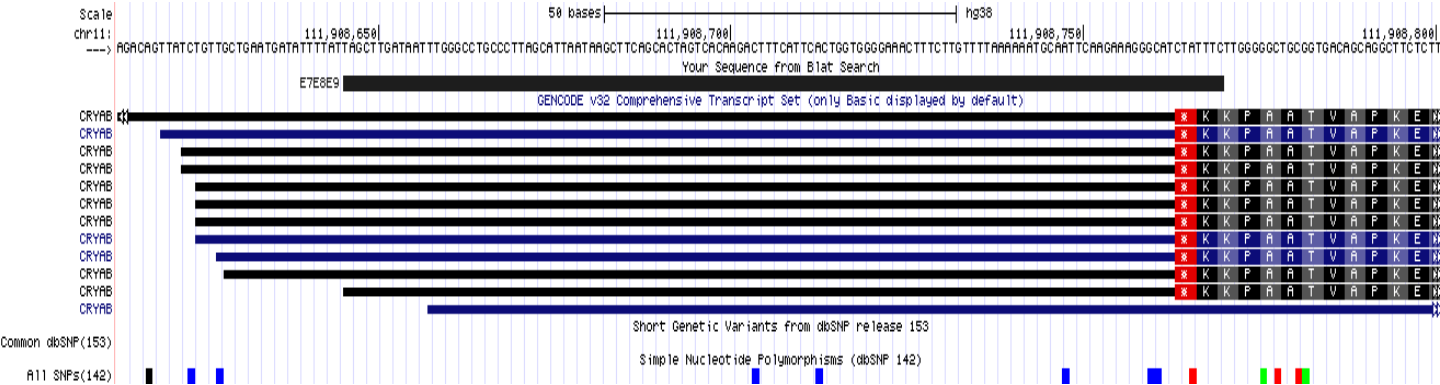 Scale 50 bases hg38
chr11: 111,908,650 111,908,700 111,908,750 111,908,800
---> AGACAGTTATCTGTTGCTGAATGATATTTTATTAGCTTGATAATTTGGGCCTGCCCTTAGCATTAATAAGCTTCAGCACTAGTCACAAGACTTTCATTCACTGGTGGGGAAACTTTCTTGTTTTAAAAAATGCAATTCAAGAAAGGGCATCTATTTCTTGGGGGCTGCGGTGACAGCAGGCTTCTCTT
Your Sequence from Blat Search
E7E8E9
GENCODE v32 Comprehensive Transcript Set (only Basic displayed by default)
CRYAB * K K P A A T V A P K E
CRYAB * K K P A A T V A P K E
CRYAB * K K P A A T V A P K E
CRYAB * K K P A A T V A P K E
CRYAB * K K P A A T V A P K E
CRYAB * K K P A A T V A P K E
CRYAB * K K P A A T V A P K E
CRYAB * K K P A A T V A P K E
CRYAB * K K P A A T V A P K E
CRYAB * K K P A A T V A P K E
CRYAB * K K P A A T V A P K E
CRYAB
Short Genetic Variants from dbSNP release 153
Common dbSNP(153)
Simple Nucleotide Polymorphisms (dbSNP 142)
All SNPs(142)